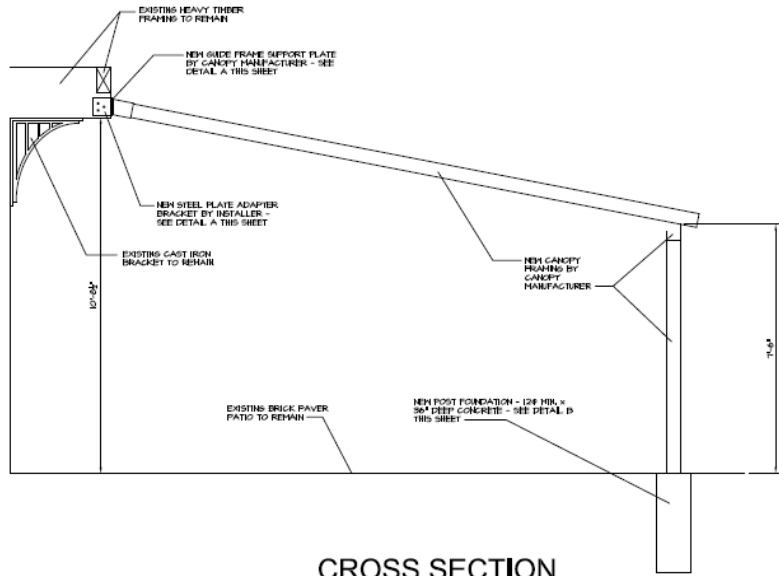 EXISTING HEAVY TIMBER
FRAMING TO REMAIN
NEW GUIDE FRAME SUPPORT PLATE
BY CANOPY MANUFACTURER - SEE
DETAIL A THIS SHEET
NEW STEEL PLATE ADAPTER
BRACKET BY INSTALLER -
SEE DETAIL A THIS SHEET
EXISTING CAST IRON
BRACKET TO REMAIN
NEW CANOPY
FRAMING BY
CANOPY
MANUFACTURER
7'-6"
EXISTING BRICK PAVER
PATIO TO REMAIN
NEW POST FOUNDATION - 12" MIN. x
36" DEEP CONCRETE - SEE DETAIL B
THIS SHEET
CROSS SECTION